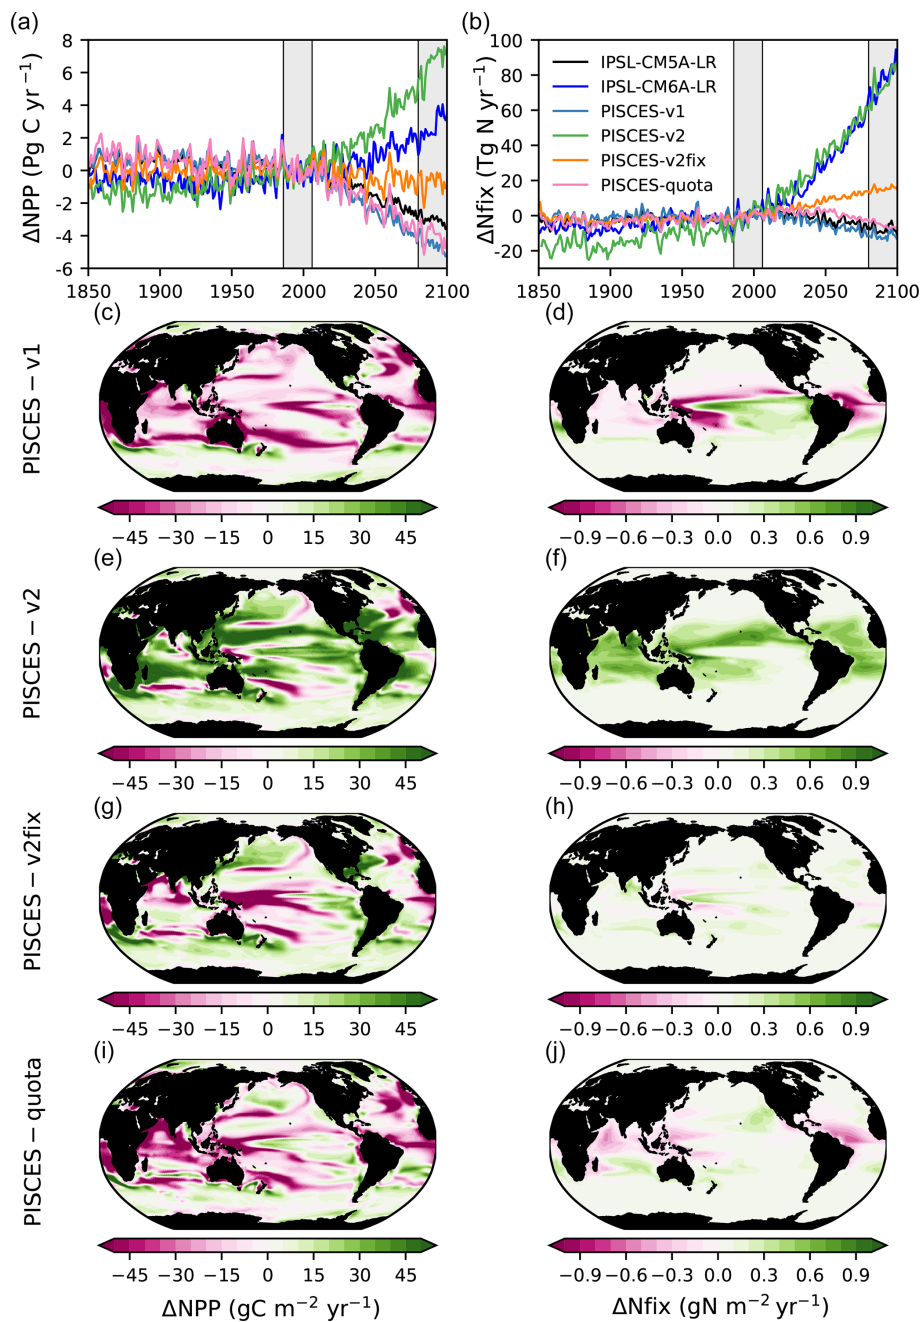 (a)
ΔNPP (Pg C yr⁻¹)
8
6
4
2
0
−2
−4
−6
1850 1900 1950 2000 2050 2100
(b)
ΔNfix (Tg N yr⁻¹)
100
80
60
40
20
0
−20
IPSL-CM5A-LR
IPSL-CM6A-LR
PISCES-v1
PISCES-v2
PISCES-v2fix
PISCES-quota
1850 1900 1950 2000 2050 2100
PISCES − v1
(c)
−45 −30 −15 0 15 30 45
(d)
−0.9 −0.6 −0.3 0.0 0.3 0.6 0.9
PISCES − v2
(e)
−45 −30 −15 0 15 30 45
(f)
−0.9 −0.6 −0.3 0.0 0.3 0.6 0.9
PISCES − v2fix
(g)
−45 −30 −15 0 15 30 45
(h)
−0.9 −0.6 −0.3 0.0 0.3 0.6 0.9
PISCES − quota
(i)
−45 −30 −15 0 15 30 45
ΔNPP (gC m⁻² yr⁻¹)
(j)
−0.9 −0.6 −0.3 0.0 0.3 0.6 0.9
ΔNfix (gN m⁻² yr⁻¹)